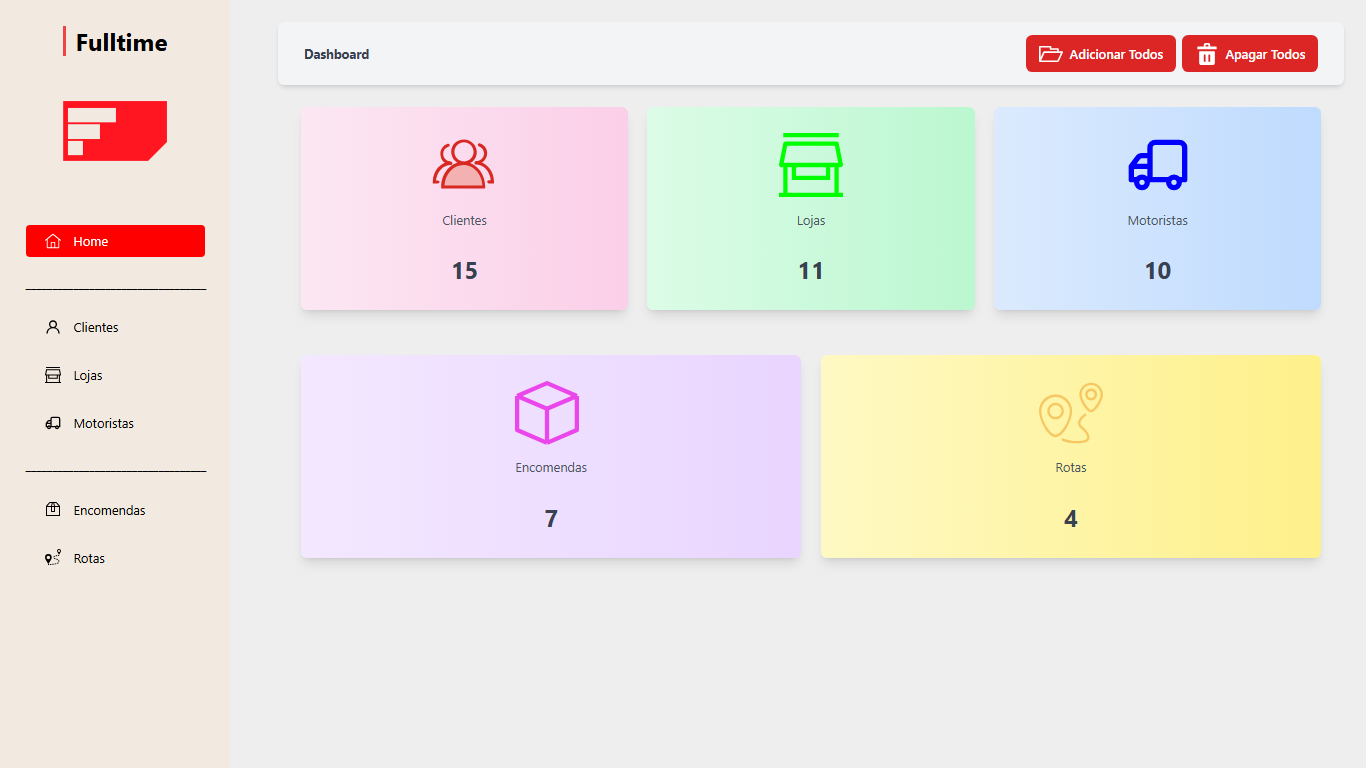 Fulltime
Home
Clientes
Lojas
Motoristas
Encomendas
Rotas
Dashboard
Adicionar Todos
Apagar Todos
Clientes
15
Lojas
11
Motoristas
10
Encomendas
7
Rotas
4